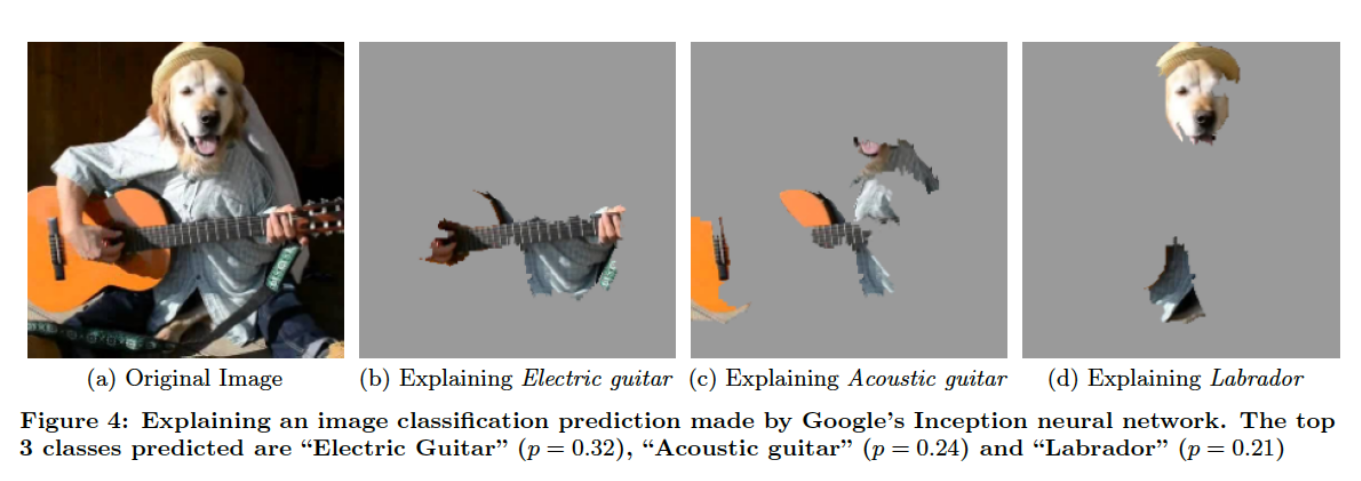 (a) Original Image
(b) Explaining Electric guitar
(c) Explaining Acoustic guitar
(d) Explaining Labrador
Figure 4: Explaining an image classification prediction made by Google's Inception neural network. The top
3 classes predicted are “Electric Guitar” (p = 0.32), “Acoustic guitar” (p = 0.24) and “Labrador” (p = 0.21)